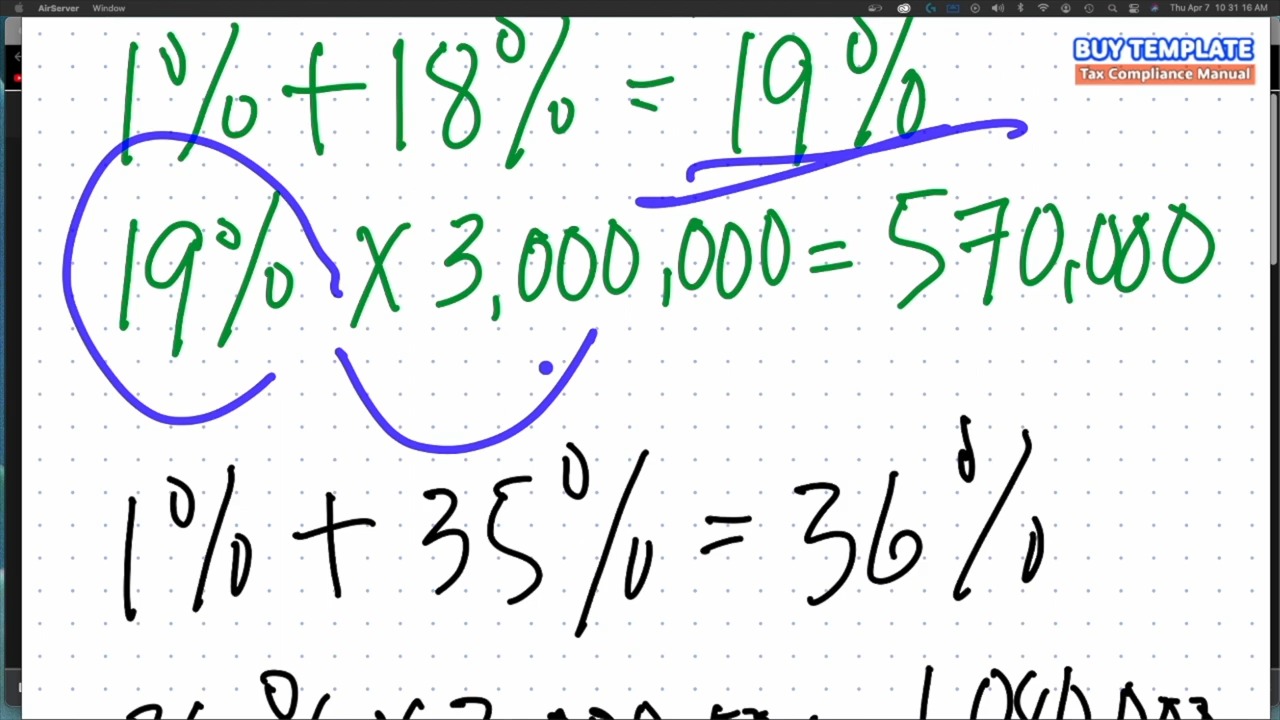 AirServer Window Thu Apr 7 10 31 16 AM
BUY TEMPLATE
Tax Compliance Manual
1% + 18% = 19%
19% X 3,000,000 = 570,000
1% + 35% = 36%